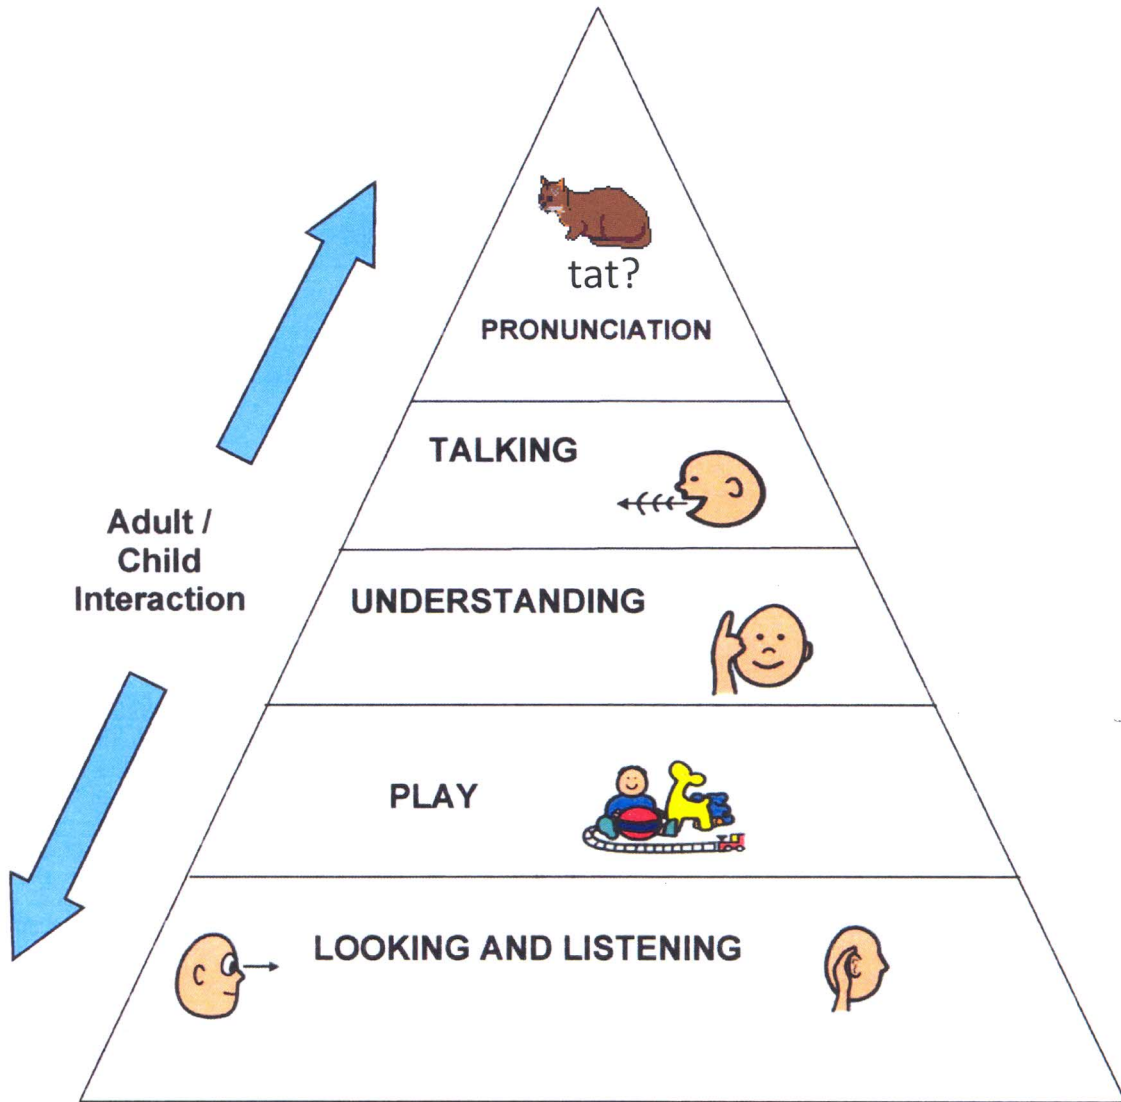 tat?
PRONUNCIATION
TALKING
Adult /
Child
Interaction
UNDERSTANDING
PLAY
LOOKING AND LISTENING